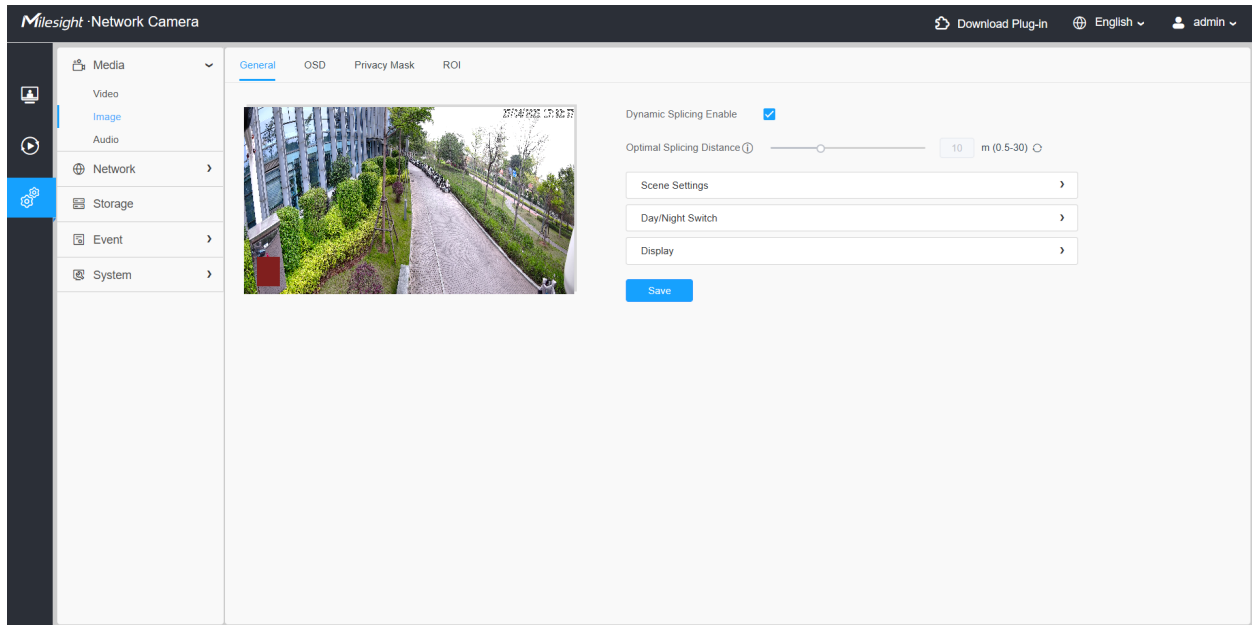 Milesight · Network Camera
Download Plug-in
English
admin
Media
Video
Image
Audio
Network
Storage
Event
System
General OSD Privacy Mask ROI
Dynamic Splicing Enable
Optimal Splicing Distance 10 m (0.5-30)
Scene Settings
Day/Night Switch
Display
Save